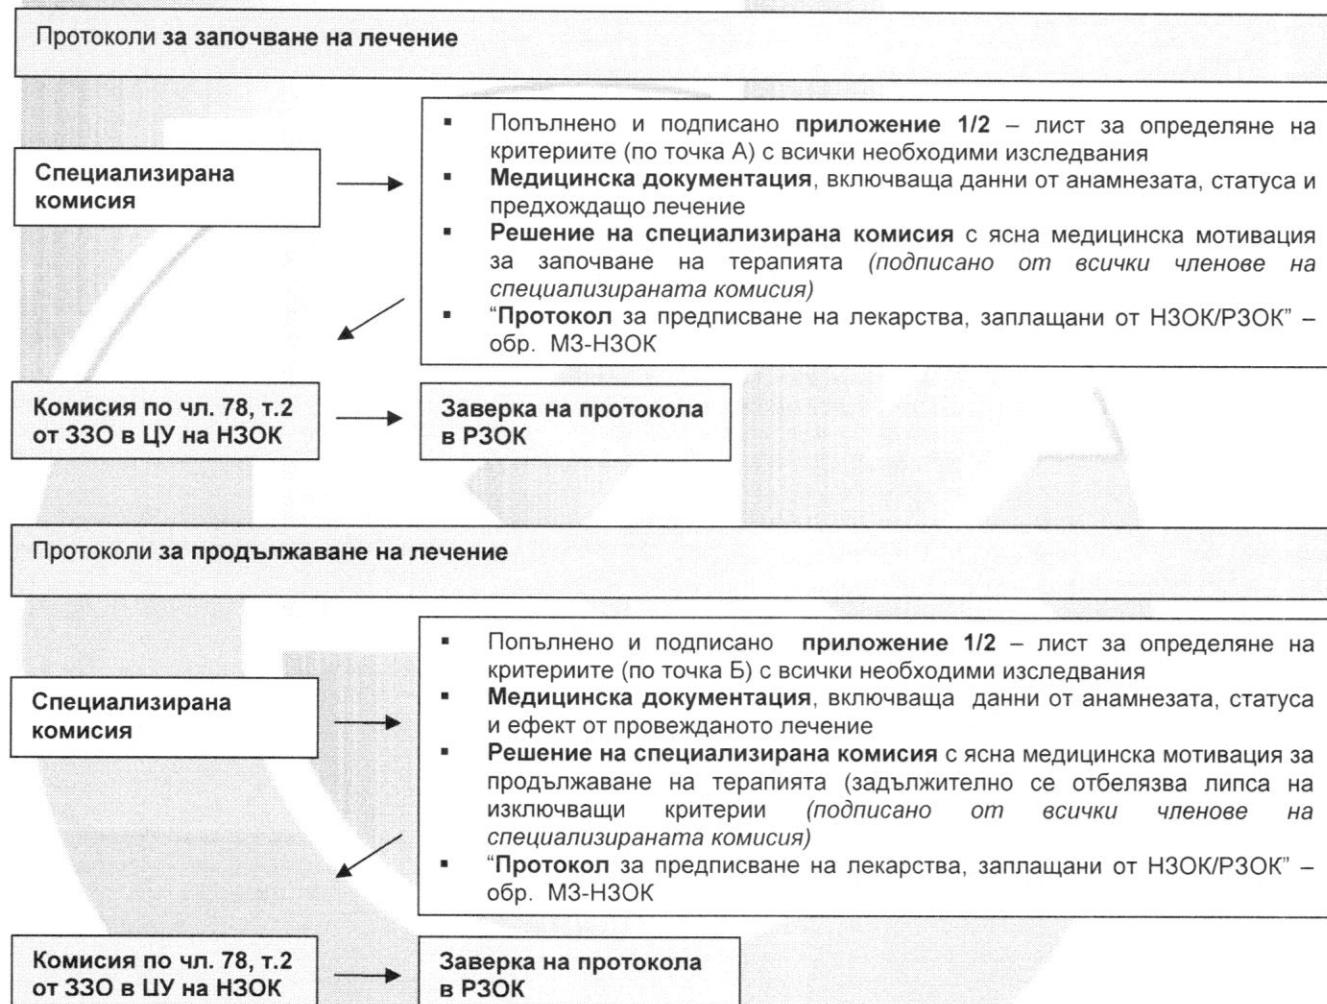 Протоколи за започване на лечение
Специализирана
комисия
▪ Попълнено и подписано приложение 1/2 – лист за определяне на
критериите (по точка А) с всички необходими изследвания
▪ Медицинска документация, включваща данни от анамнезата, статуса и
предхождащо лечение
▪ Решение на специализирана комисия с ясна медицинска мотивация
за започване на терапията (подписано от всички членове на
специализираната комисия)
▪ “Протокол за предписване на лекарства, заплащани от НЗОК/РЗОК” –
обр. МЗ-НЗОК
Комисия по чл. 78, т.2
от ЗЗО в ЦУ на НЗОК
Заверка на протокола
в РЗОК
Протоколи за продължаване на лечение
Специализирана
комисия
▪ Попълнено и подписано приложение 1/2 – лист за определяне на
критериите (по точка Б) с всички необходими изследвания
▪ Медицинска документация, включваща данни от анамнезата, статуса
и ефект от провежданото лечение
▪ Решение на специализирана комисия с ясна медицинска мотивация за
продължаване на терапията (задължително се отбелязва липса на
изключващи критерии (подписано от всички членове на
специализираната комисия)
▪ “Протокол за предписване на лекарства, заплащани от НЗОК/РЗОК” –
обр. МЗ-НЗОК
Комисия по чл. 78, т.2
от ЗЗО в ЦУ на НЗОК
Заверка на протокола
в РЗОК